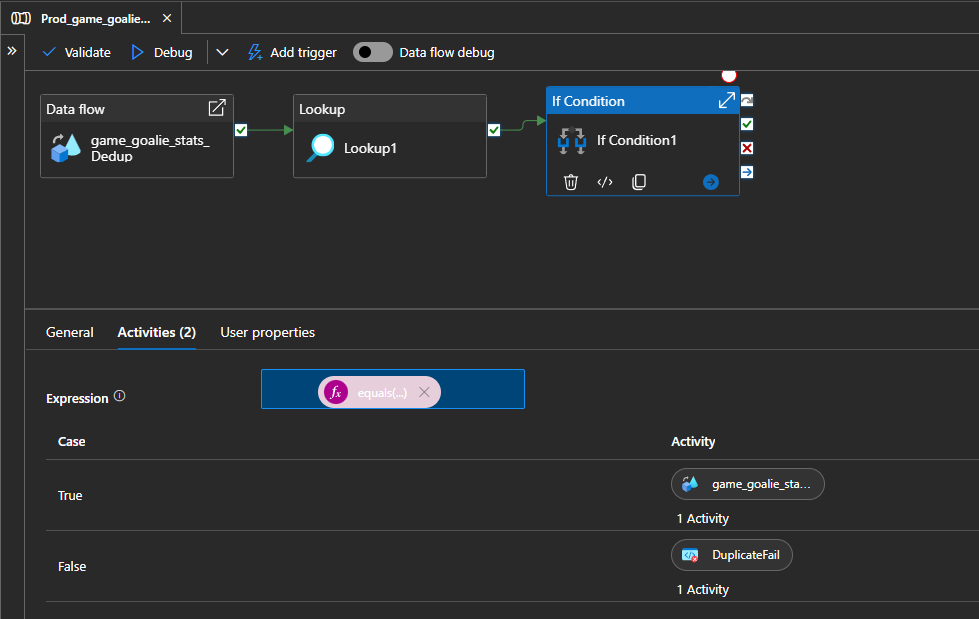 Prod_game_goalie...
Validate Debug Add trigger Data flow debug
Data flow
game_goalie_stats_
Dedup
Lookup
Lookup1
If Condition
If Condition1
General Activities (2) User properties
Expression
fx equals(...)
Case Activity
True
game_goalie_sta...
1 Activity
False
DuplicateFail
1 Activity